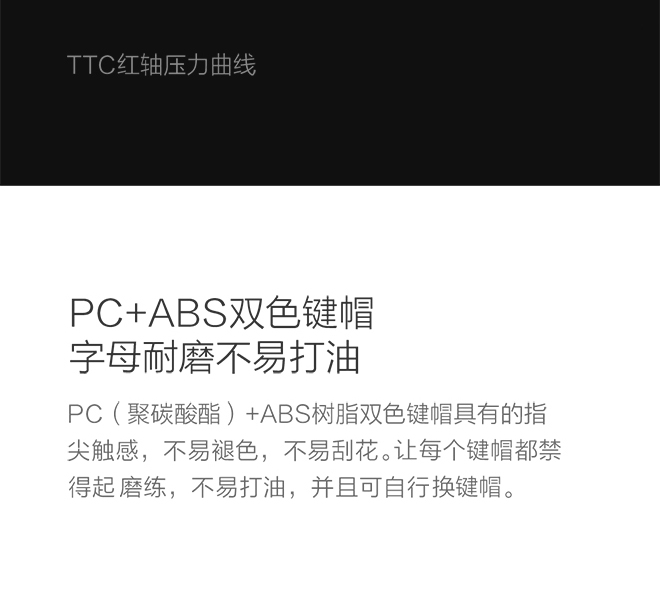 TTC红轴压力曲线
PC+ABS双色键帽
字母耐磨不易打油
PC（聚碳酸酯）+ABS树脂双色键帽具有的指
尖触感，不易褪色，不易刮花。让每个键帽都禁
得起磨练，不易打油，并且可自行换键帽。